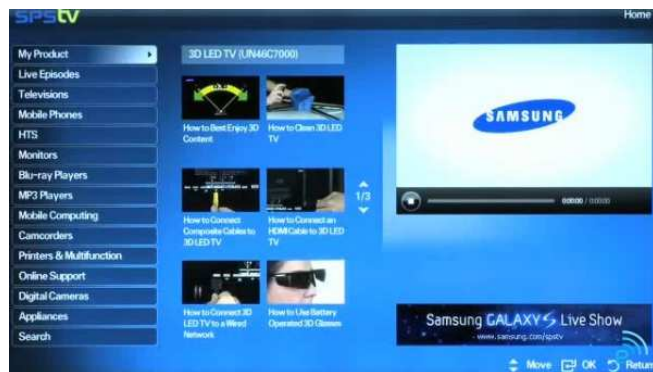 SPSTV
Home
My Product
Live Episodes
Televisions
Mobile Phones
HTS
Monitors
Blu-ray Players
MP3 Players
Mobile Computing
Camcorders
Printers & Multifunction
Online Support
Digital Cameras
Appliances
Search
3D LED TV (UN46C7000)
How to Best Enjoy 3D
Content
How to Clean 3D LED
TV
How to Connect
Composite Cables to
3D LED TV
How to Connect an
HDMI Cable to 3D LED
TV
How to Connect 3D
LED TV to a Wired
Network
How to Use Battery
Operated 3D Glasses
1/3
SAMSUNG
0:00:00 / 0:00:00
Samsung GALAXY S Live Show
www.samsung.com/spstv
Move
OK
Return